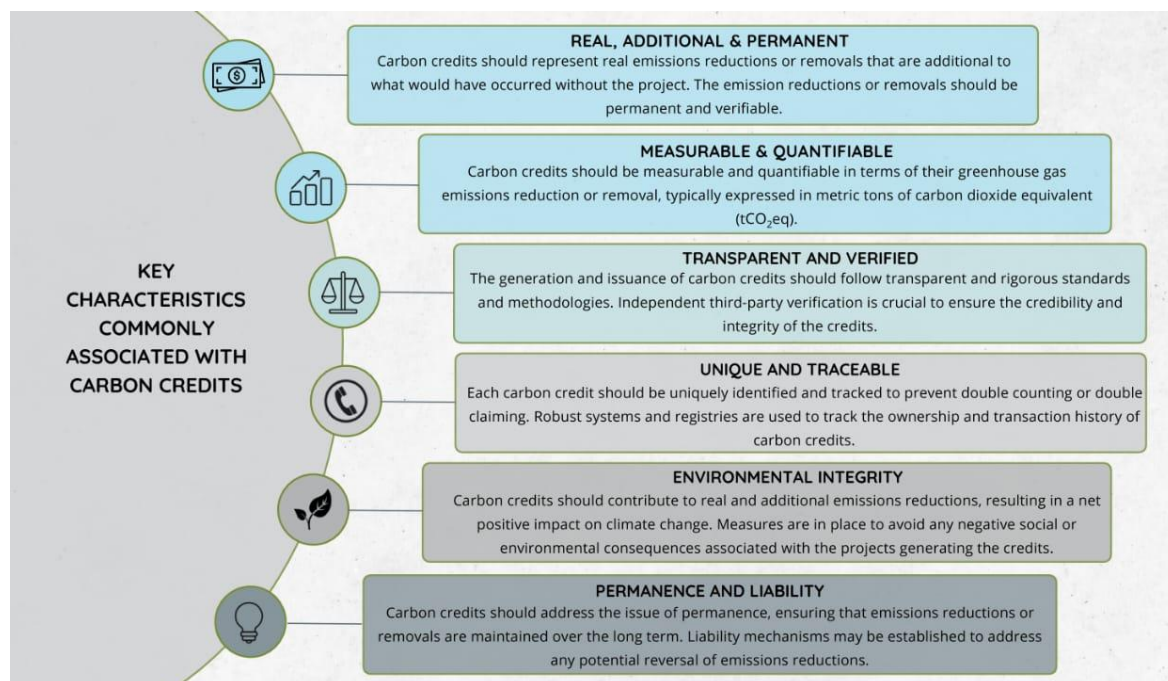 KEY
CHARACTERISTICS
COMMONLY
ASSOCIATED WITH
CARBON CREDITS
REAL, ADDITIONAL & PERMANENT
Carbon credits should represent real emissions reductions or removals that are additional to
what would have occurred without the project. The emission reductions or removals should be
permanent and verifiable.
MEASURABLE & QUANTIFIABLE
Carbon credits should be measurable and quantifiable in terms of their greenhouse gas
emissions reduction or removal, typically expressed in metric tons of carbon dioxide equivalent
(tCO₂eq).
TRANSPARENT AND VERIFIED
The generation and issuance of carbon credits should follow transparent and rigorous standards
and methodologies. Independent third-party verification is crucial to ensure the credibility and
integrity of the credits.
UNIQUE AND TRACEABLE
Each carbon credit should be uniquely identified and tracked to prevent double counting or double
claiming. Robust systems and registries are used to track the ownership and transaction history of
carbon credits.
ENVIRONMENTAL INTEGRITY
Carbon credits should contribute to real and additional emissions reductions, resulting in a net
positive impact on climate change. Measures are in place to avoid any negative social or
environmental consequences associated with the projects generating the credits.
PERMANENCE AND LIABILITY
Carbon credits should address the issue of permanence, ensuring that emissions reductions or
removals are maintained over the long term. Liability mechanisms may be established to address
any potential reversal of emissions reductions.